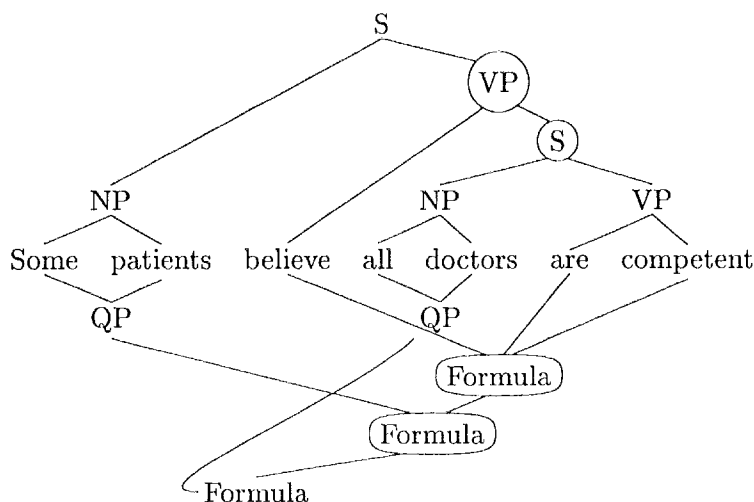 S
VP
S
NP NP VP
Some patients believe all doctors are competent
QP QP
Formula
Formula
Formula